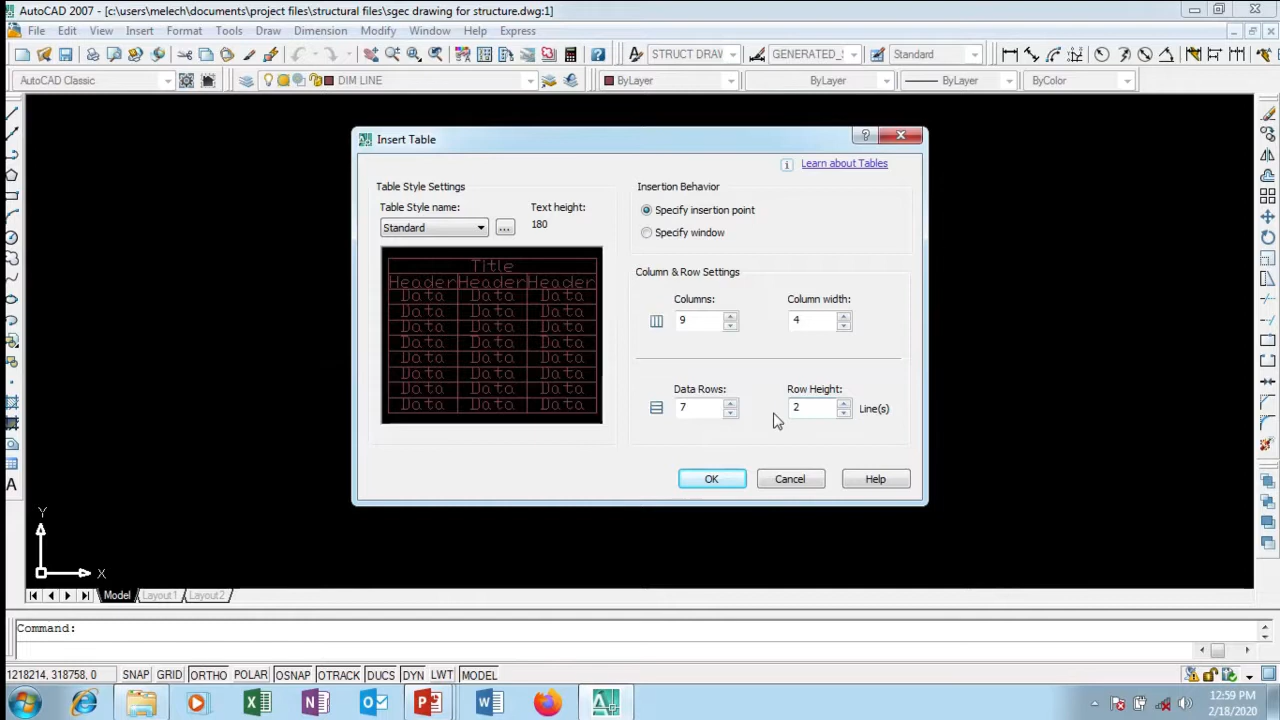 AutoCAD 2007 - [c:\users\melech\documents\project files\structural files\sgec drawing for structure.dwg:1]
File Edit View Insert Format Tools Draw Dimension Modify Window Help Express
STRUCT DRAW GENERATED_S Standard
AutoCAD Classic DIM LINE ByLayer ByLayer ByLayer ByColor
Insert Table
Learn about Tables
Table Style Settings Insertion Behavior
Table Style name: Text height:
Specify insertion point
Standard ... 180
Specify window
Title
Header Header Header
Data Data Data
Data Data Data
Data Data Data
Data Data Data
Data Data Data
Data Data Data
Data Data Data
Data Data Data
Column & Row Settings
Columns: Column width:
9 4
Data Rows: Row Height:
7 2 Line(s)
OK Cancel Help
A
Y
X
Model Layout1 Layout2
Command:
1218214, 318758, 0 SNAP GRID ORTHO POLAR OSNAP OTRACK DUCS DYN LWT MODEL
12:59 PM
2/18/2020